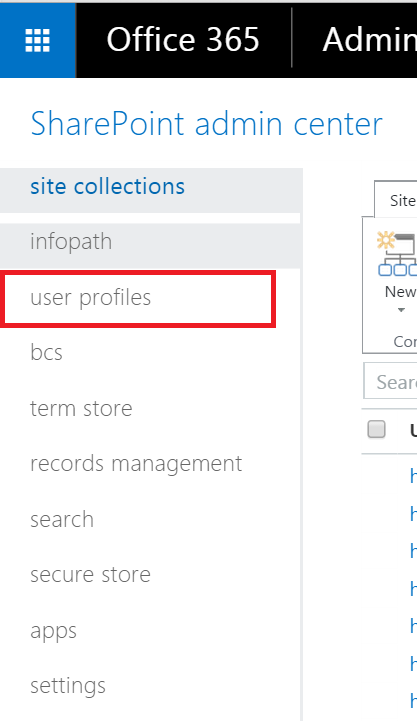 Office 365
Admin
SharePoint admin center
site collections
infopath
user profiles
bcs
term store
records management
search
secure store
apps
settings
Site
New
Con
Sear
U
h
h
h
h
h
h
h